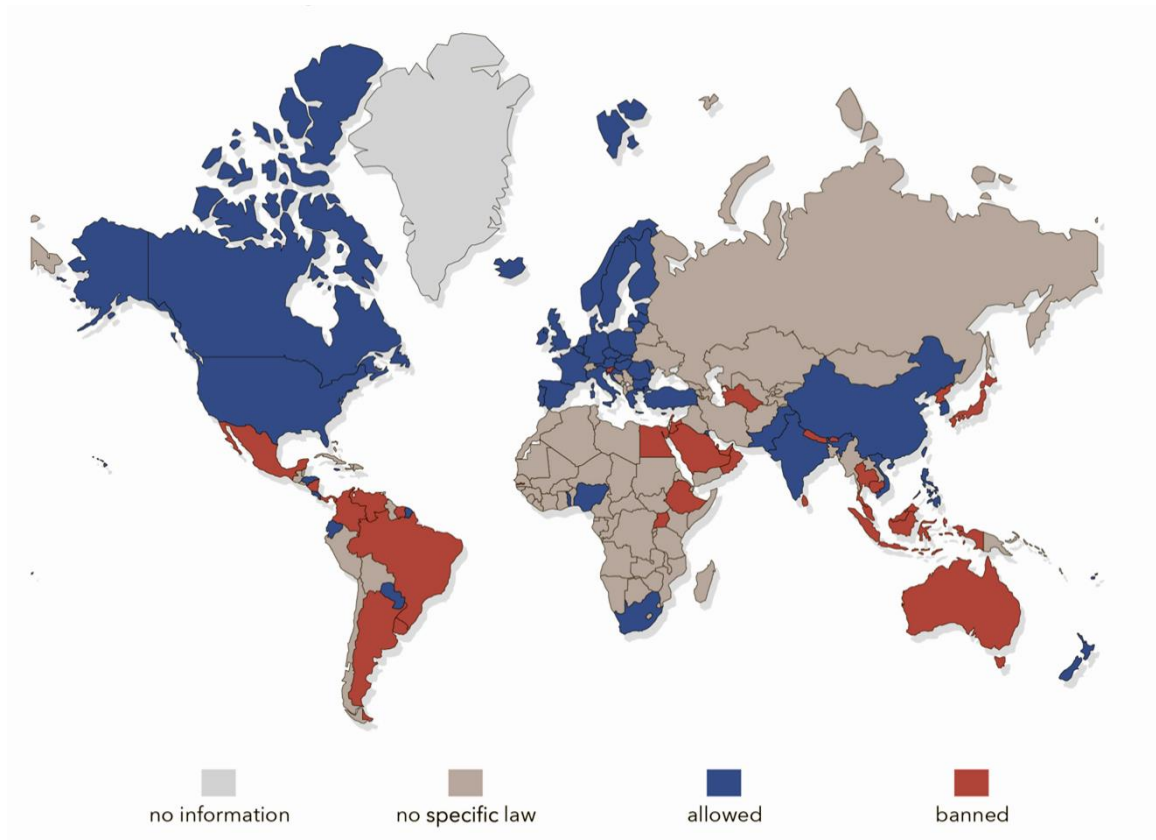 no information
no specific law
allowed
banned